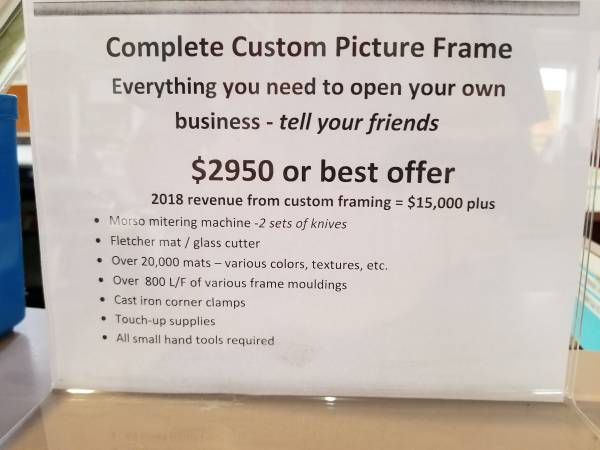 Complete Custom Picture Frame
Everything you need to open your own
business - tell your friends
$2950 or best offer
2018 revenue from custom framing = $15,000 plus
• Morso mitering machine -2 sets of knives
• Fletcher mat / glass cutter
• Over 20,000 mats – various colors, textures, etc.
• Over 800 L/F of various frame mouldings
• Cast iron corner clamps
• Touch-up supplies
• All small hand tools required